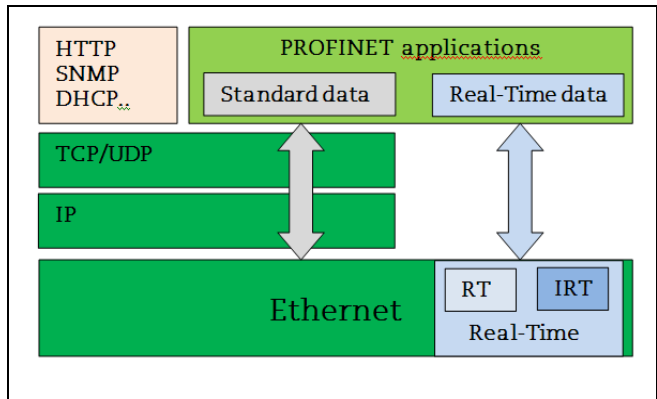 HTTP
SNMP
DHCP..
PROFINET applications
Standard data
Real-Time data
TCP/UDP
IP
Ethernet
RT
IRT
Real-Time